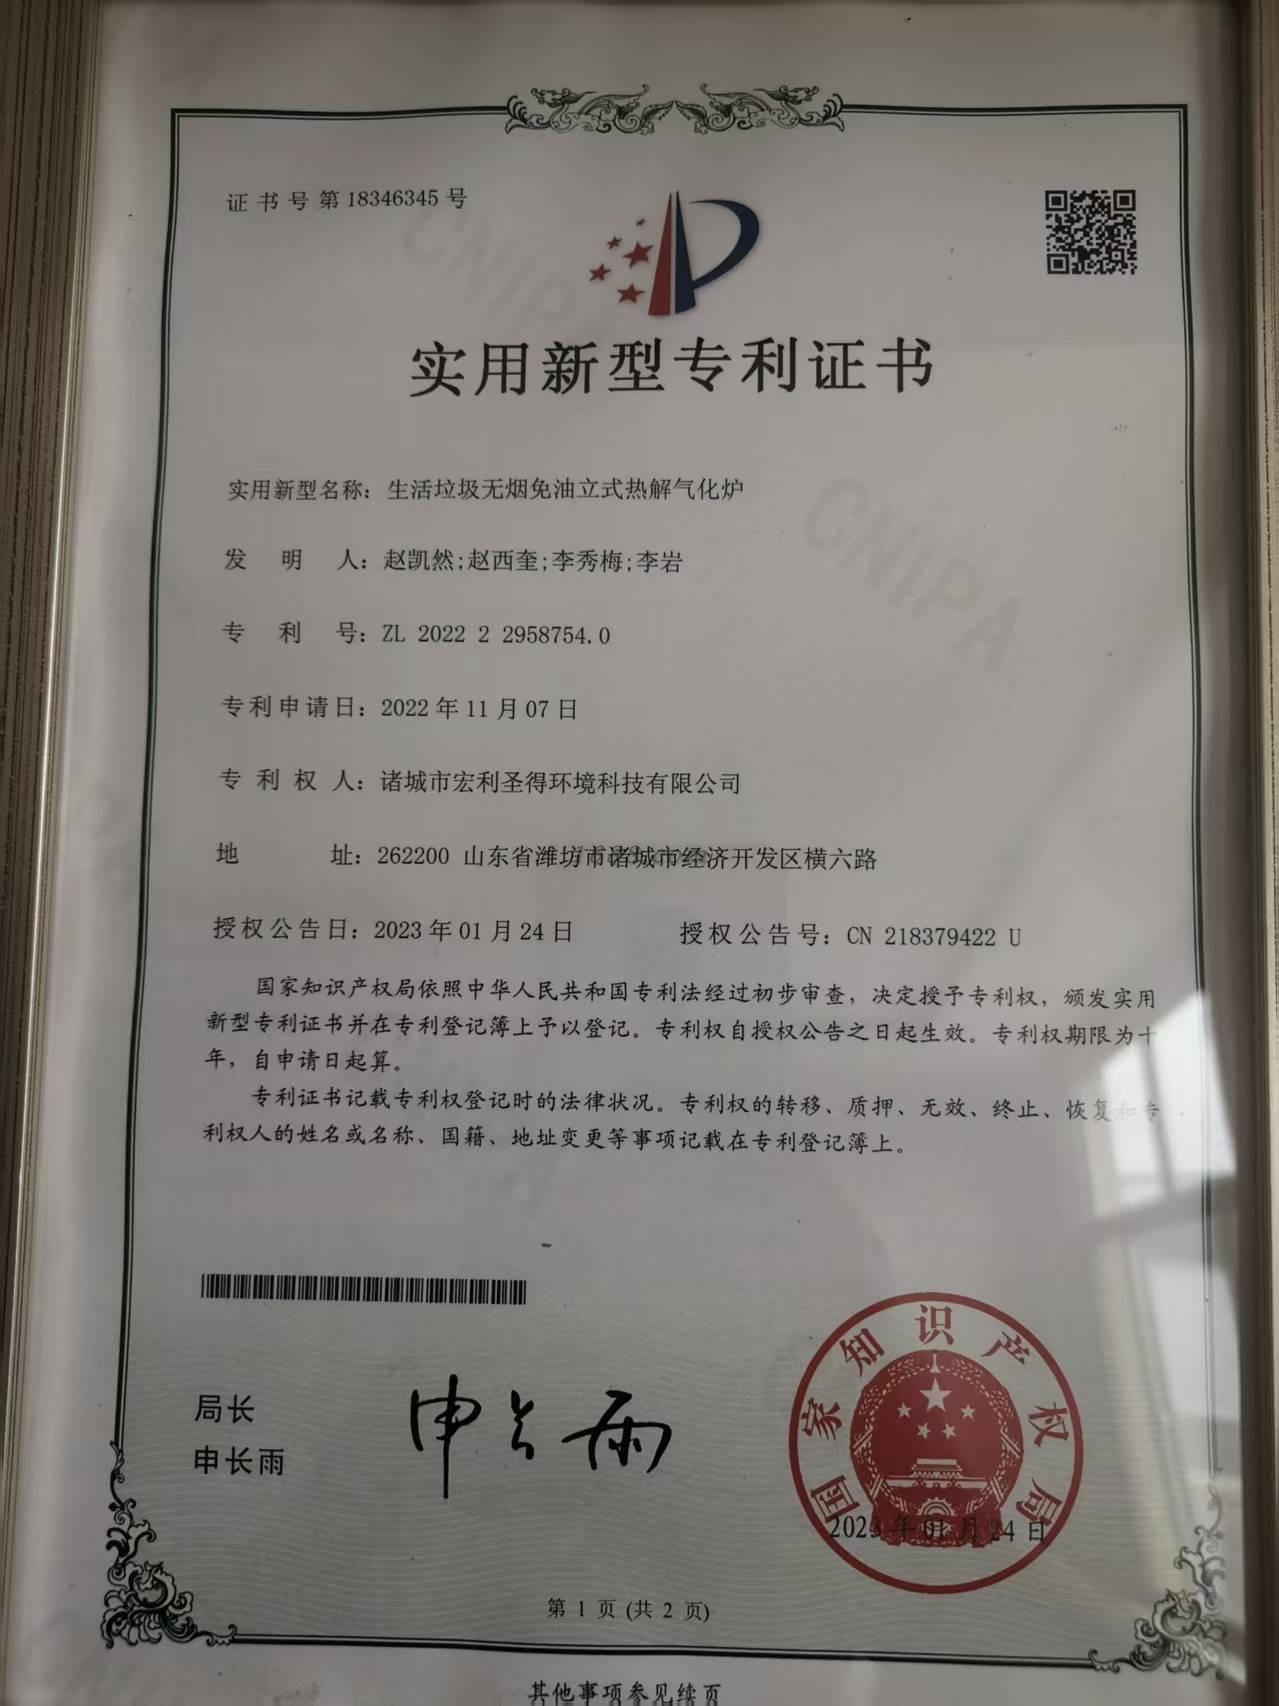 证书号第18346345号
实用新型专利证书
实用新型名称：生活垃圾无烟免油立式热解气化炉
发明人：赵凯然;赵西奎;李秀梅;李岩
专利号：ZL 2022 2 2958754.0
专利申请日：2022年11月07日
专利权人：诸城市宏利圣得环境科技有限公司
地址：262200 山东省潍坊市诸城市经济开发区横六路
授权公告日：2023年01月24日 授权公告号：CN 218379422 U
国家知识产权局依照中华人民共和国专利法经过初步审查，决定授予专利权，颁发实用
新型专利证书并在专利登记簿上予以登记。专利权自授权公告之日起生效。专利权期限为十
年，自申请日起算。
专利证书记载专利权登记时的法律状况。专利权的转移、质押、无效、终止、恢复和专
利权人的姓名或名称、国籍、地址变更等事项记载在专利登记簿上。
局长
申长雨
申长雨
国家知识产权局
2023年01月24日
第1页(共2页)
其他事项参见续页
CNIPA
CNIPA